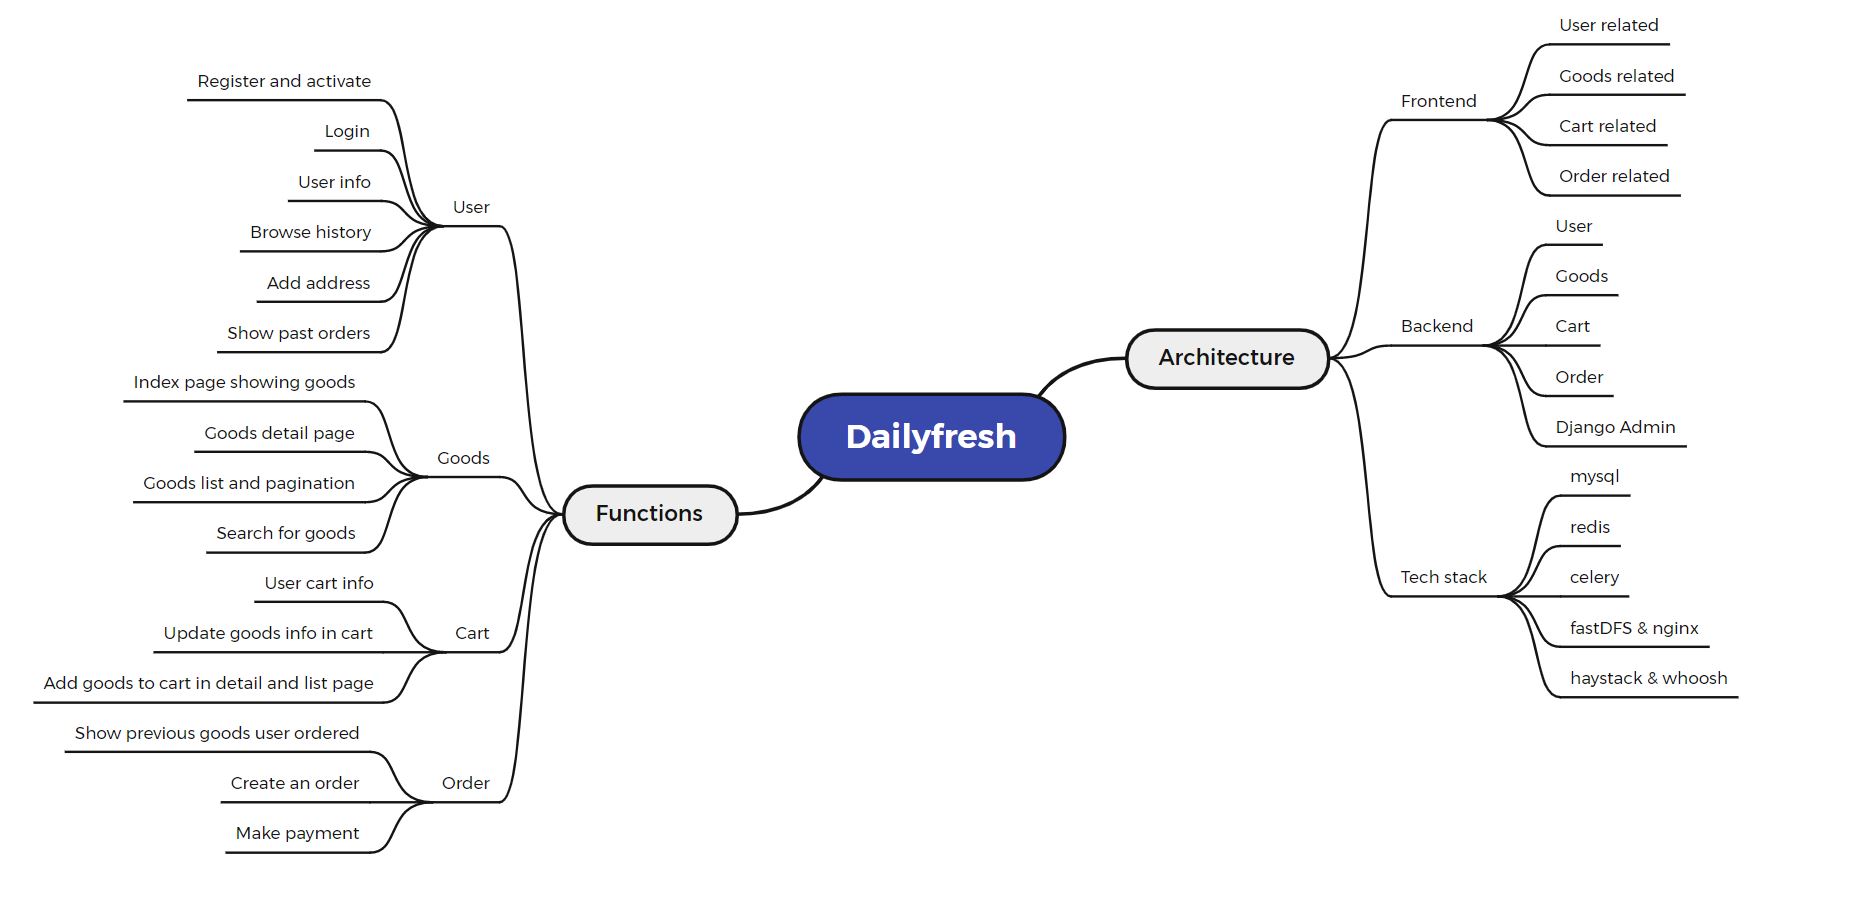 Dailyfresh
Functions
User
Register and activate
Login
User info
Browse history
Add address
Show past orders
Goods
Index page showing goods
Goods detail page
Goods list and pagination
Search for goods
Cart
User cart info
Update goods info in cart
Add goods to cart in detail and list page
Order
Show previous goods user ordered
Create an order
Make payment
Architecture
Frontend
User related
Goods related
Cart related
Order related
Backend
User
Goods
Cart
Order
Django Admin
Tech stack
mysql
redis
celery
fastDFS & nginx
haystack & whoosh